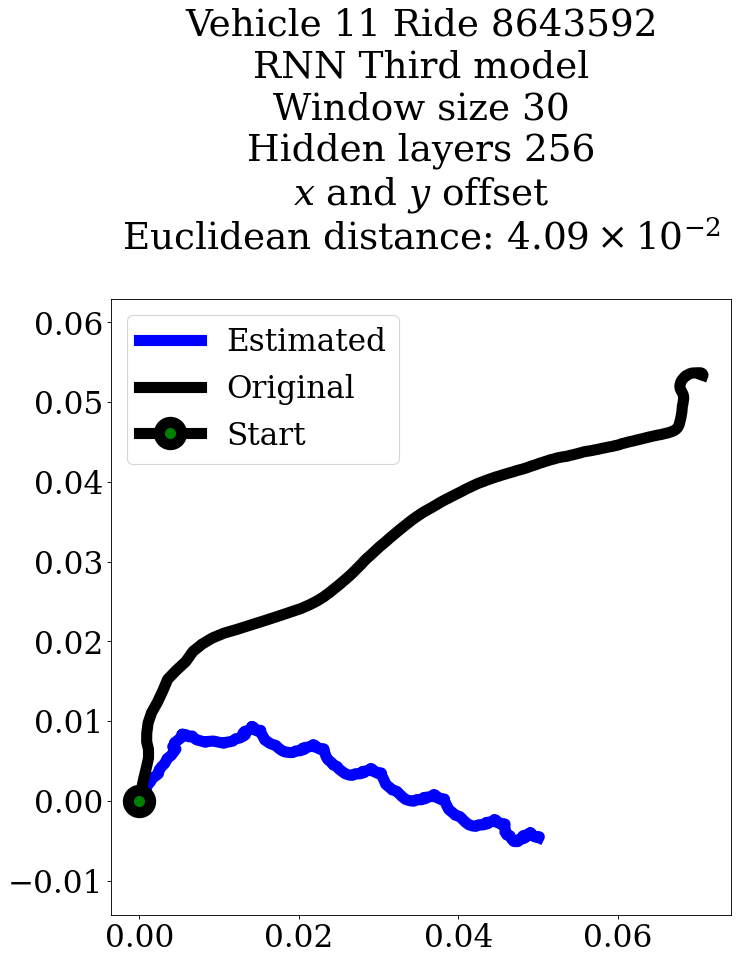 Vehicle 11 Ride 8643592
RNN Third model
Window size 30
Hidden layers 256
x and y offset
Euclidean distance: 4.09 × 10⁻²
Estimated
Original
Start
0.06
0.05
0.04
0.03
0.02
0.01
0.00
−0.01
0.00 0.02 0.04 0.06